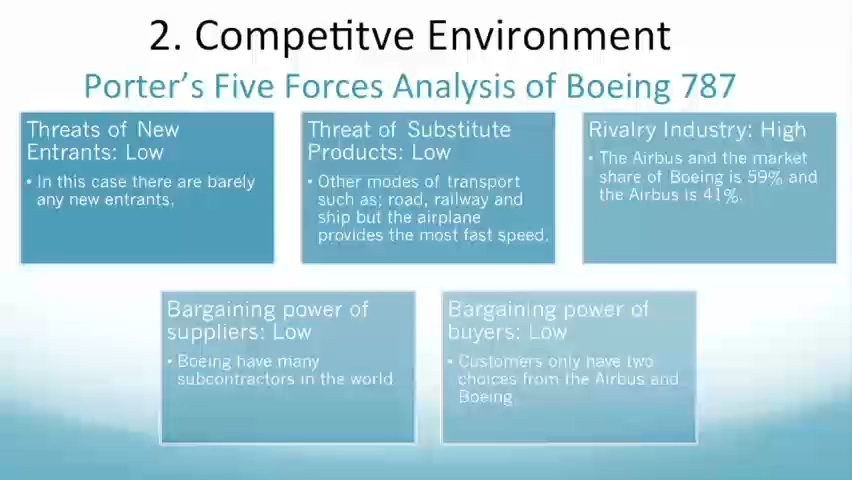 2. Competitve Environment
Porter's Five Forces Analysis of Boeing 787
Threats of New
Entrants: Low
• In this case there are barely
any new entrants.
Threat of Substitute
Products: Low
• Other modes of transport
such as; road, railway and
ship but the airplane
provides the most fast speed.
Rivalry Industry: High
• The Airbus and the market
share of Boeing is 59% and
the Airbus is 41%.
Bargaining power of
suppliers: Low
• Boeing have many
subcontractors in the world.
Bargaining power of
buyers: Low
• Customers only have two
choices from the Airbus and
Boeing